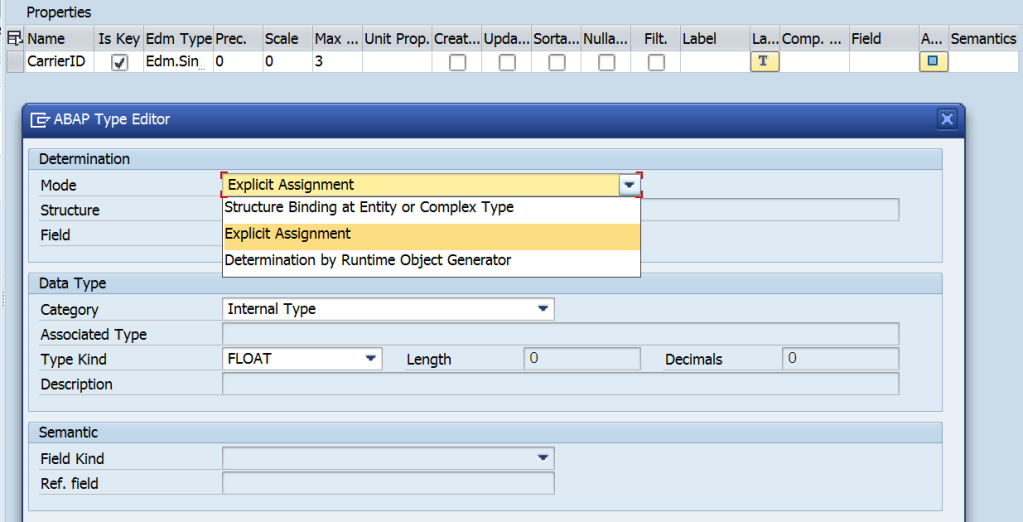 Properties
Name Is Key Edm Type Prec. Scale Max ... Unit Prop. Creat... Upda... Sorta... Nulla... Filt. Label La... Comp. ... Field A... Semantics
CarrierID Edm.Sin... 0 0 3 T
ABAP Type Editor
Determination
Mode Explicit Assignment
Structure Structure Binding at Entity or Complex Type
Field Explicit Assignment
Determination by Runtime Object Generator
Data Type
Category Internal Type
Associated Type
Type Kind FLOAT Length 0 Decimals 0
Description
Semantic
Field Kind
Ref. field